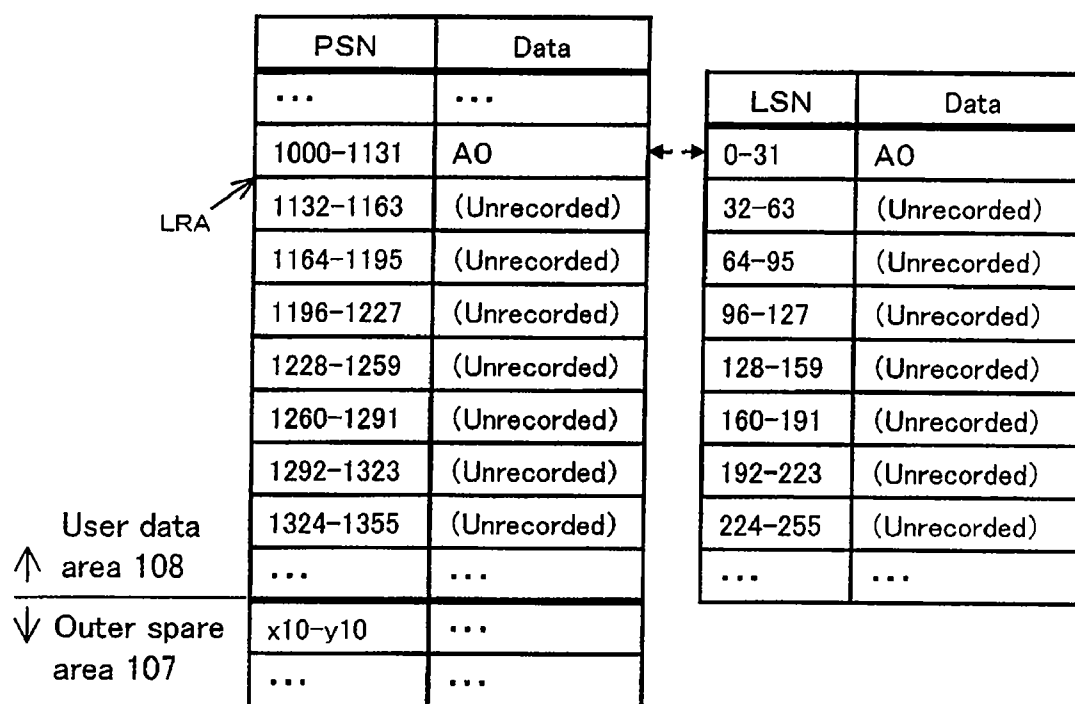 PSN Data
... ...
1000-1131 A0
LRA
1132-1163 (Unrecorded)
1164-1195 (Unrecorded)
1196-1227 (Unrecorded)
1228-1259 (Unrecorded)
1260-1291 (Unrecorded)
1292-1323 (Unrecorded)
1324-1355 (Unrecorded)
... ...
x10-y10 ...
... ...
User data
area 108
Outer spare
area 107
LSN Data
0-31 A0
32-63 (Unrecorded)
64-95 (Unrecorded)
96-127 (Unrecorded)
128-159 (Unrecorded)
160-191 (Unrecorded)
192-223 (Unrecorded)
224-255 (Unrecorded)
... ...